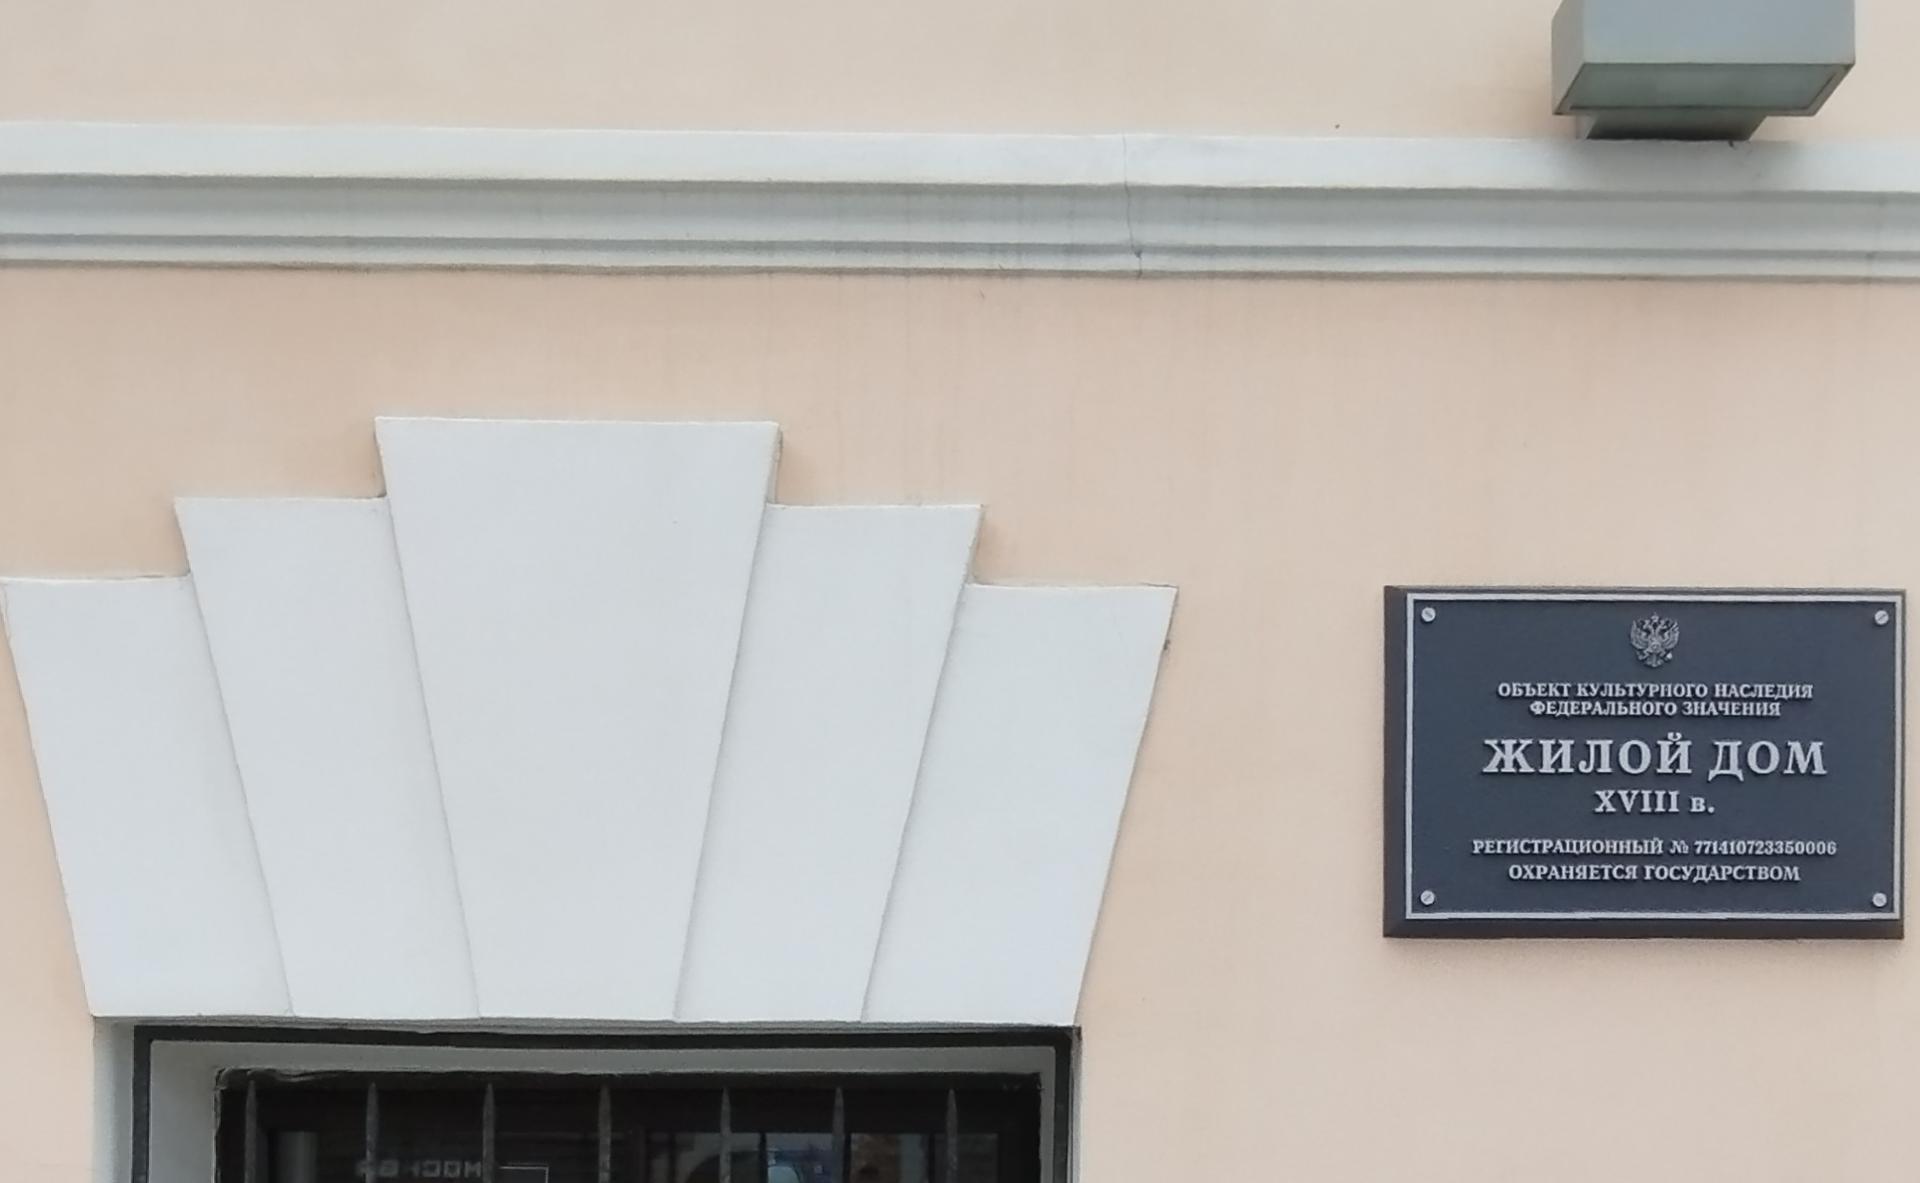 ОБЪЕКТ КУЛЬТУРНОГО НАСЛЕДИЯ
ФЕДЕРАЛЬНОГО ЗНАЧЕНИЯ
ЖИЛОЙ ДОМ
XVIII в.
РЕГИСТРАЦИОННЫЙ № 771410723350006
ОХРАНЯЕТСЯ ГОСУДАРСТВОМ